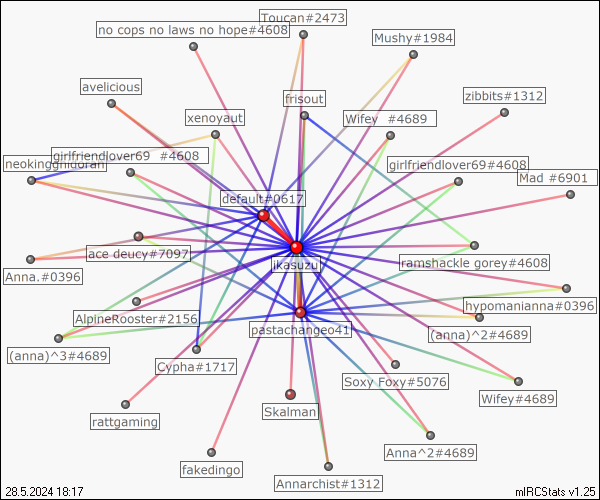 Toucan#2473
no cops no laws no hope#4608
Mushy#1984
avelicious
frisout
zibbits#1312
xenoyaut
Wifey #4689
girlfriendlover69 #4608
neokingghidorah
girlfriendlover69#4608
Mad #6901
default#0617
ace deucy#7097
jkasuzu
ramshackle gorey#4608
Anna.#0396
hypomanianna#0396
AlpineRooster#2156
pastachangeo41
(anna)^2#4689
(anna)^3#4689
Cypha#1717
Soxy Foxy#5076
Wifey#4689
Skalman
rattgaming
Anna^2#4689
fakedingo
Annarchist#1312
28.5.2024 18:17
mIRCStats v1.25